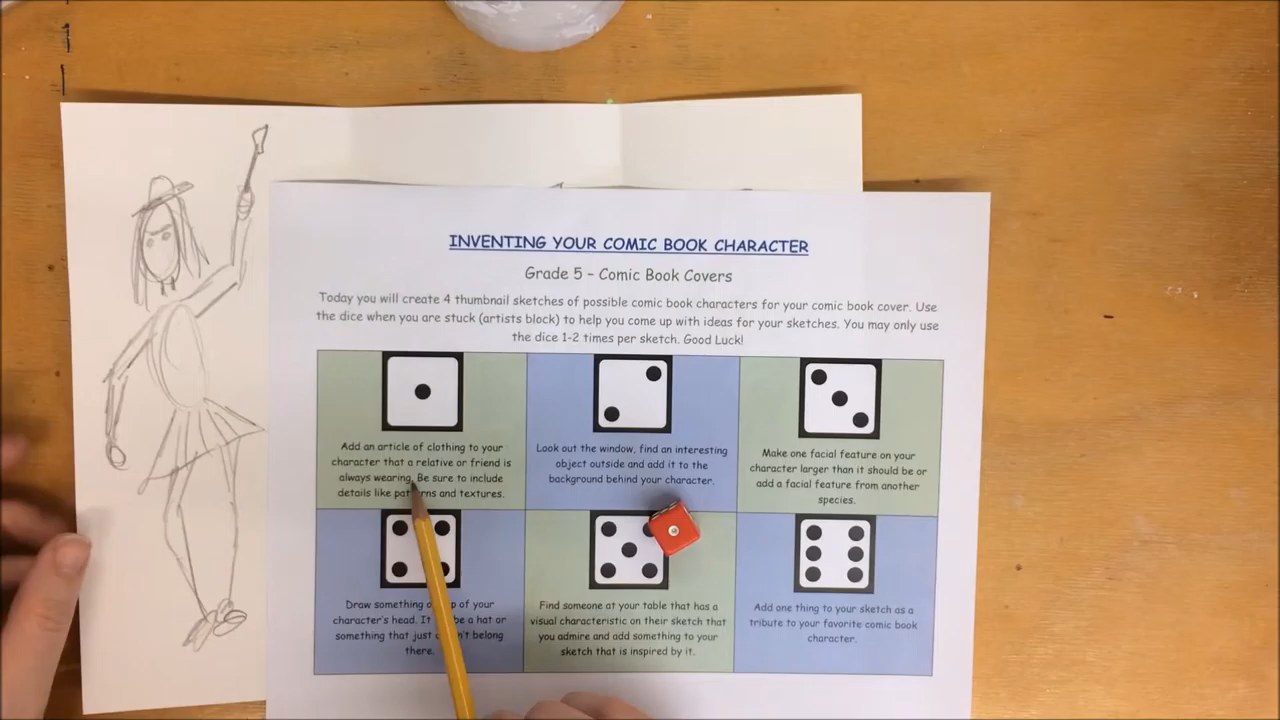 INVENTING YOUR COMIC BOOK CHARACTER
Grade 5 – Comic Book Covers
Today you will create 4 thumbnail sketches of possible comic book characters for your comic book cover. Use
the dice when you are stuck (artists block) to help you come up with ideas for your sketches. You may only use
the dice 1-2 times per sketch. Good Luck!
Add an article of clothing to your
character that a relative or friend is
always wearing. Be sure to include
details like patterns and textures.
Look out the window, find an interesting
object outside and add it to the
background behind your character.
Make one facial feature on your
character larger than it should be or
add a facial feature from another
species.
Draw something of your
character's head. It be a hat or
something that just belong
there.
Find someone at your table that has a
visual characteristic on their sketch that
you admire and add something to your
sketch that is inspired by it.
Add one thing to your sketch as a
tribute to your favorite comic book
character.